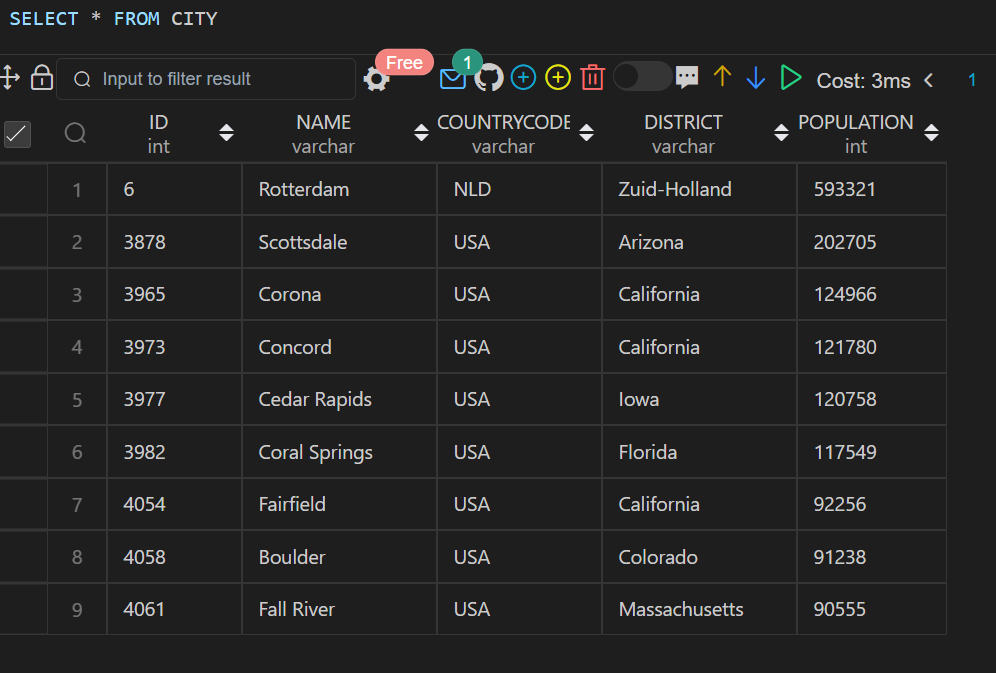 SELECT * FROM CITY
Free
1
Input to filter result
Cost: 3ms
1
ID NAME COUNTRYCODE DISTRICT POPULATION
int varchar varchar varchar int
1 6 Rotterdam NLD Zuid-Holland 593321
2 3878 Scottsdale USA Arizona 202705
3 3965 Corona USA California 124966
4 3973 Concord USA California 121780
5 3977 Cedar Rapids USA Iowa 120758
6 3982 Coral Springs USA Florida 117549
7 4054 Fairfield USA California 92256
8 4058 Boulder USA Colorado 91238
9 4061 Fall River USA Massachusetts 90555